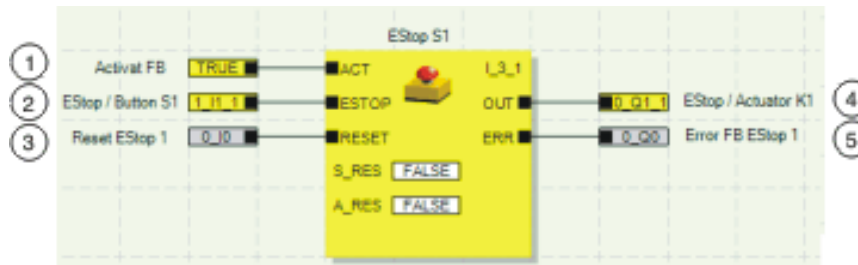 EStop S1
1 Activat FB TRUE ACT I_3_1
2 EStop / Button S1 1_I1_1 ESTOP OUT 0_Q1_1 EStop / Actuator K1 4
3 Reset EStop 1 0_I0 RESET ERR 0_Q0 Error FB EStop 1 5
S_RES FALSE
A_RES FALSE